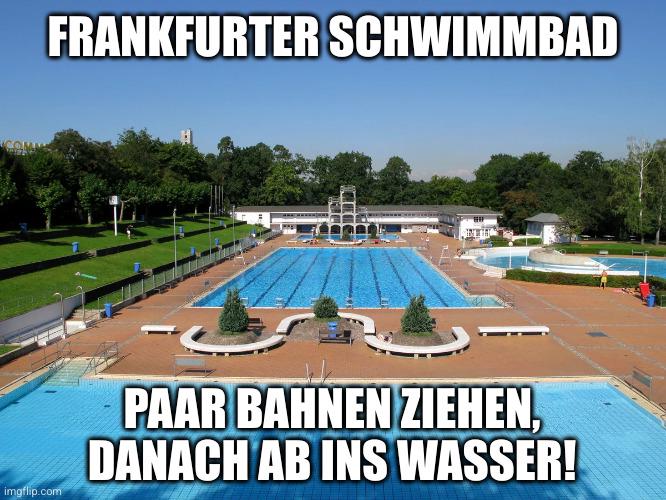 FRANKFURTER SCHWIMMBAD
PAAR BAHNEN ZIEHEN,
DANACH AB INS WASSER!
imgflip.com